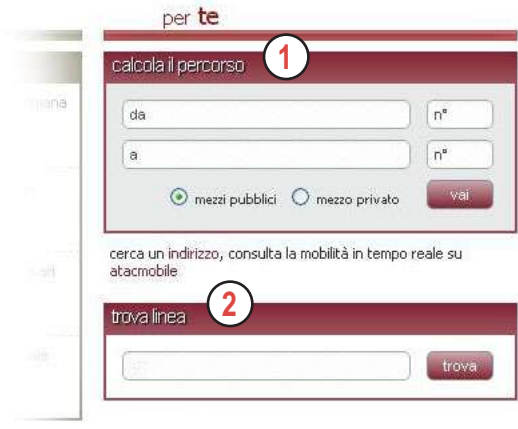 per te
calcola il percorso
1
da
n°
a
n°
mezzi pubblici
mezzo privato
vai
cerca un indirizzo, consulta la mobilità in tempo reale su
atacmobile
2
trova linea
trova